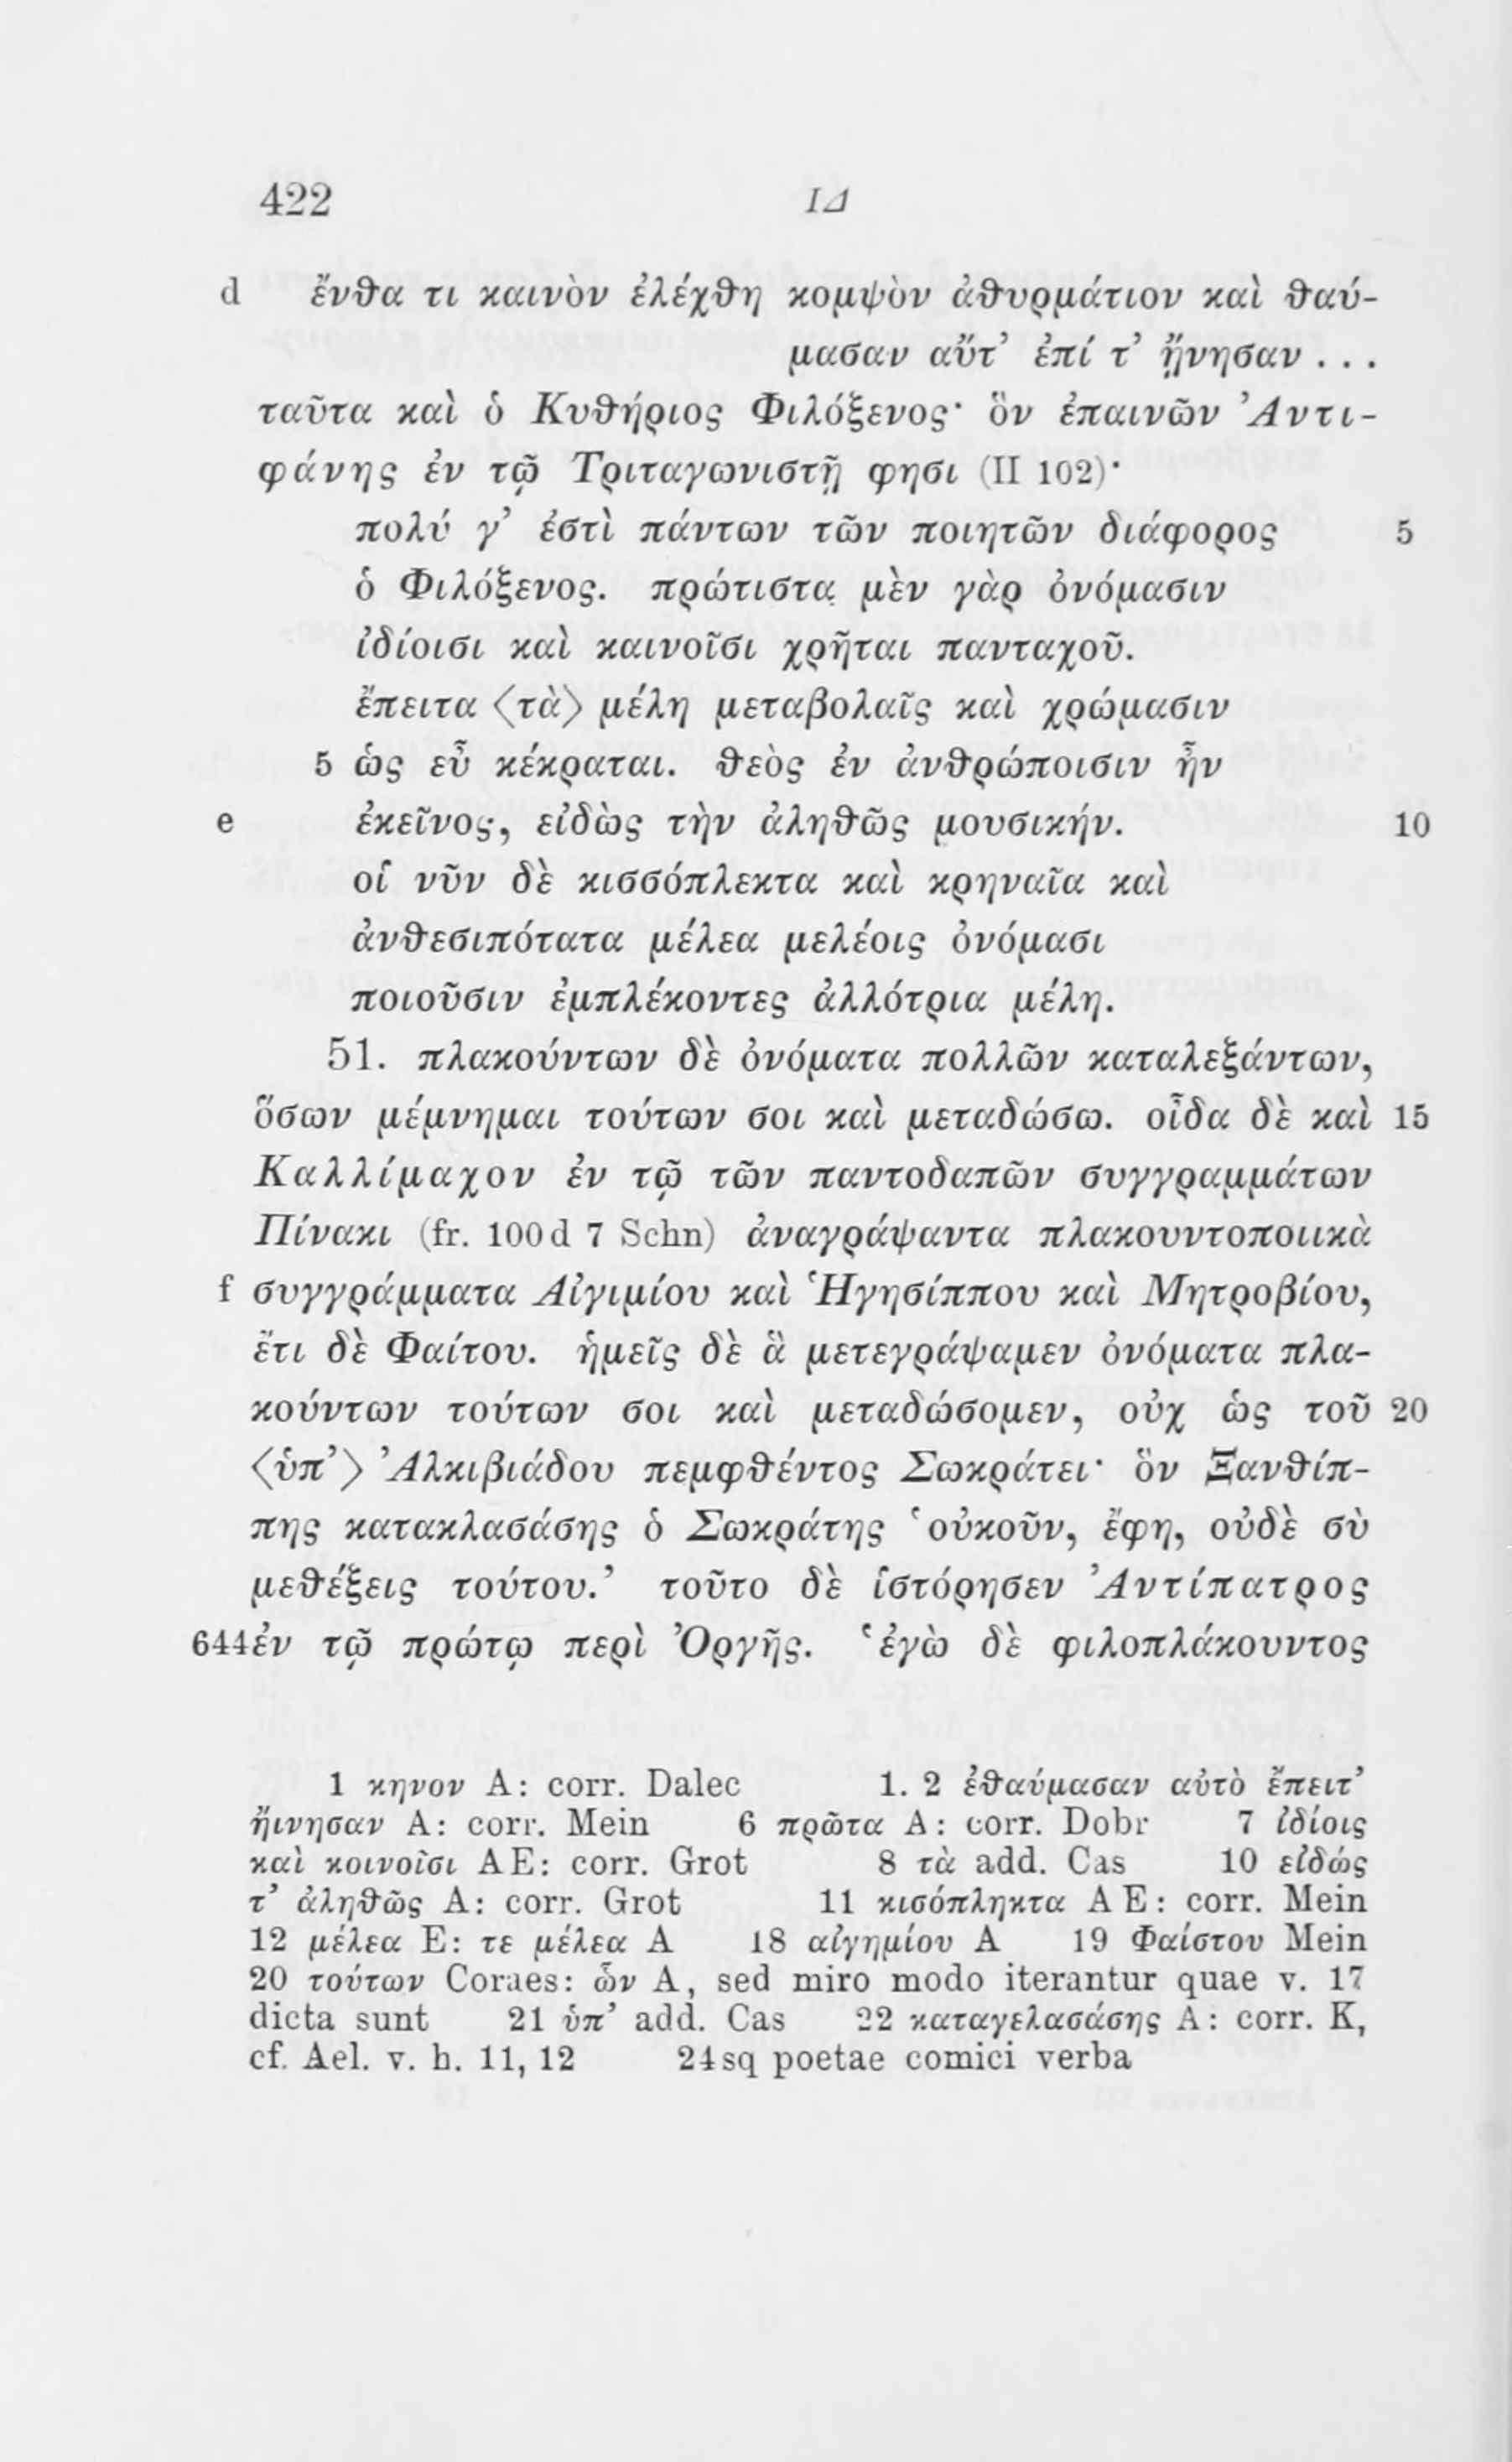 422 ΙΔ
d ἔνθα τι καινὸν ἐλέχθη κομψὸν ἀθυρμάτιον καὶ θαύ-
μασαν αὔτ’ ἐπί τ’ ᾔνησαν ...
ταῦτα καὶ ὁ Κυθήριος Φιλόξενος· ὃν ἐπαινῶν Ἀντι-
φάνης ἐν τῷ Τριταγωνιστῇ φησι (II 102)·
πολύ γ’ ἐστὶ πάντων τῶν ποιητῶν διάφορος 5
ὁ Φιλόξενος. πρώτιστα μὲν γὰρ ὀνόμασιν
ἰδίοισι καὶ καινοῖσι χρῆται πανταχοῦ.
ἔπειτα ⟨τὰ⟩ μέλη μεταβολαῖς καὶ χρώμασιν
5 ὡς εὖ κέκραται. θεὸς ἐν ἀνθρώποισιν ἦν
e ἐκεῖνος, εἰδὼς τὴν ἀληθῶς μουσικήν. 10
οἱ νῦν δὲ κισσόπλεκτα καὶ κρηναῖα καὶ
ἀνθεσιπότατα μέλεα μελέοις ὀνόμασι
ποιοῦσιν ἐμπλέκοντες ἀλλότρια μέλη.
51. πλακούντων δὲ ὀνόματα πολλῶν καταλεξάντων,
ὅσων μέμνημαι τούτων σοι καὶ μεταδώσω. οἶδα δὲ καὶ 15
Καλλίμαχον ἐν τῷ τῶν παντοδαπῶν συγγραμμάτων
Πίνακι (fr. 100d 7 Schn) ἀναγράψαντα πλακουντοποιικὰ
f συγγράμματα Αἰγιμίου καὶ Ἡγησίππου καὶ Μητροβίου,
ἔτι δὲ Φαίτου. ἡμεῖς δὲ ἃ μετεγράψαμεν ὀνόματα πλα-
κούντων τούτων σοι καὶ μεταδώσομεν, οὐχ ὡς τοῦ 20
⟨ὑπ’⟩ Ἀλκιβιάδου πεμφθέντος Σωκράτει· ὃν Ξανθίπ-
πης κατακλασάσης ὁ Σωκράτης ‘οὐκοῦν, ἔφη, οὐδὲ σὺ
μεθέξεις τούτου.’ τοῦτο δὲ ἱστόρησεν Ἀντίπατρος
644 ἐν τῷ πρώτῳ περὶ Ὀργῆς. ‘ἐγὼ δὲ φιλοπλάκουντος
1 κηνον A: corr. Dalec 1. 2 ἐθαύμασαν αὐτὸ ἔπειτ’
ἤινησαν A: corr. Mein 6 πρῶτα A: corr. Dobr 7 ἰδίοις
καὶ κοινοῖσι AE: corr. Grot 8 τὰ add. Cas 10 εἰδώς
τ’ ἀληθῶς A: corr. Grot 11 κισόπληκτα AE: corr. Mein
12 μέλεα E: τε μέλεα A 18 αἰγημίου A 19 Φαίστου Mein
20 τούτων Coraes: ὧν A, sed miro modo iterantur quae v. 17
dicta sunt 21 ὑπ’ add. Cas 22 καταγελασάσης A: corr. K,
cf. Ael. v. h. 11, 12 24sq poetae comici verba